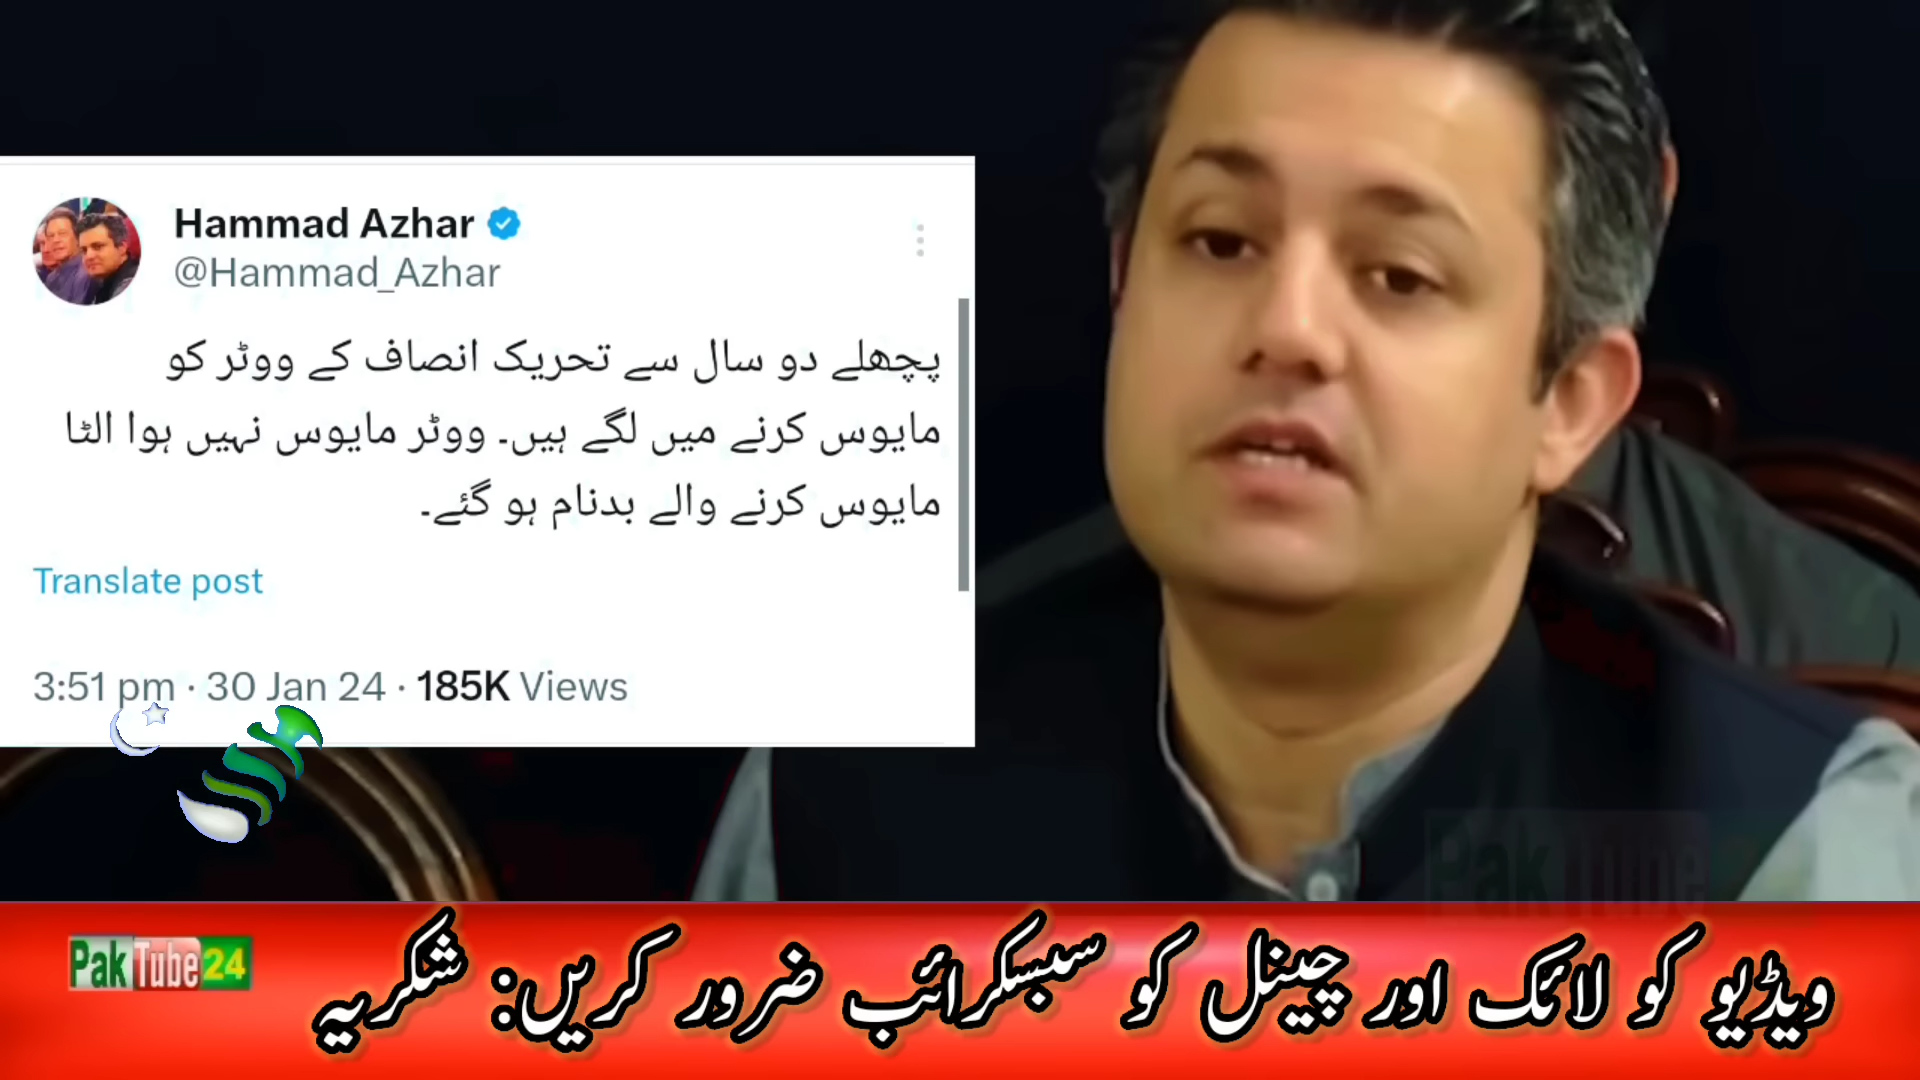 Hammad Azhar
@Hammad_Azhar
پچھلے دو سال سے تحریک انصاف کے ووٹر کو
مایوس کرنے میں لگے ہیں۔ ووٹر مایوس نہیں ہوا الٹا
مایوس کرنے والے بدنام ہو گئے۔
Translate post
3:51 pm · 30 Jan 24 · 185K Views
Pak Tube
PakTube24
ویڈیو کو لائک اور چینل کو سبسکرائب ضرور کریں: شکریہ